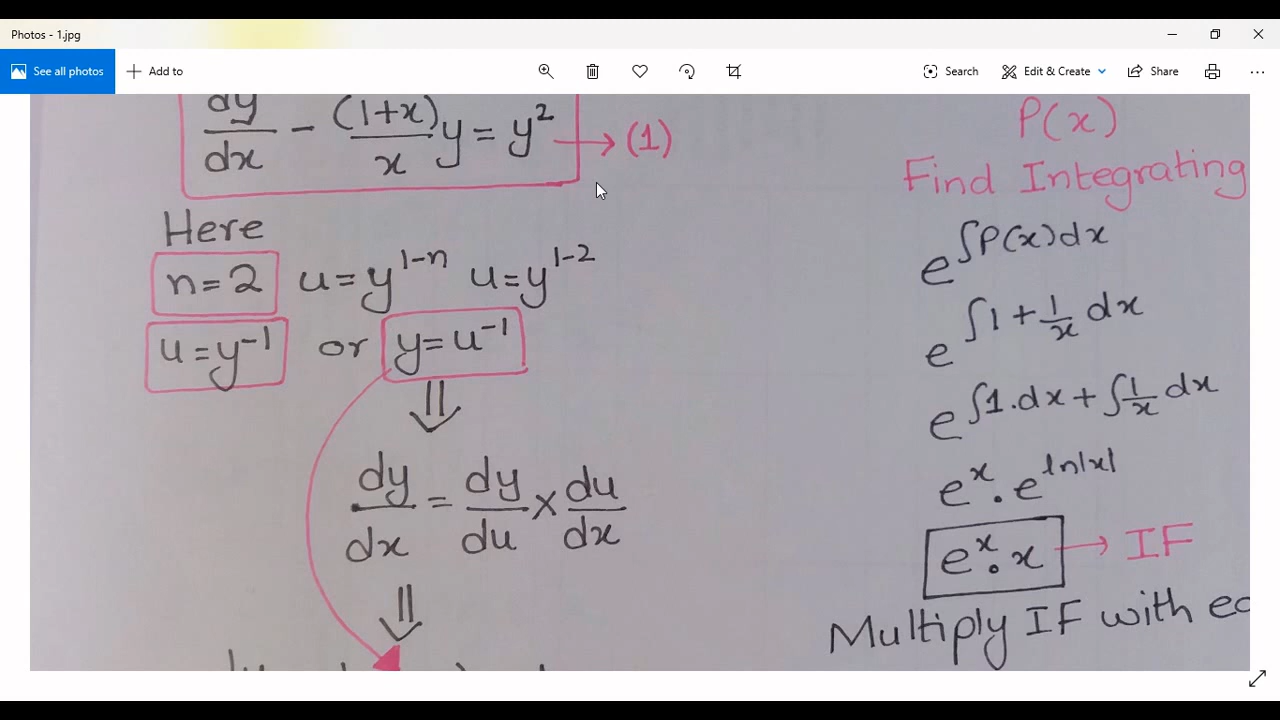 Photos - 1.jpg
See all photos
Add to
Search
Edit & Create
Share
dy/dx - (1+x)/x y = y² → (1)
Here
n=2 u=y^(1-n) u=y^(1-2)
u=y^(-1) or y=u^(-1)
⇓
dy/dx = dy/du × du/dx
⇓
P(x)
Find Integrating
e^(∫P(x)dx)
e^(∫1+1/x dx)
e^(∫1.dx+∫1/x dx)
e^x . e^(ln|x|)
e^x . x → IF
Multiply IF with